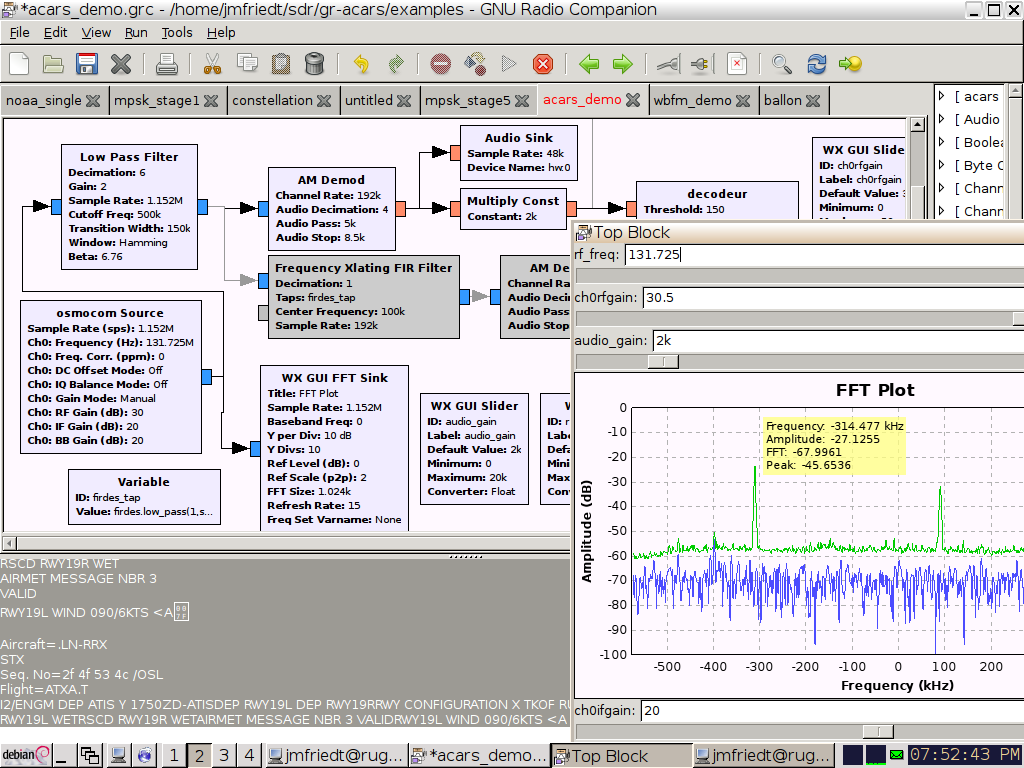 *acars_demo.grc - /home/jmfriedt/sdr/gr-acars/examples - GNU Radio Companion
File Edit View Run Tools Help
noaa_single mpsk_stage1 constellation untitled mpsk_stage5 acars_demo wbfm_demo ballon
[ acars
[ Audio
[ Boolea
[ Byte C
[ Chann
[ Chann
Low Pass Filter
Decimation: 6
Gain: 2
Sample Rate: 1.152M
Cutoff Freq: 500k
Transition Width: 150k
Window: Hamming
Beta: 6.76
AM Demod
Channel Rate: 192k
Audio Decimation: 4
Audio Pass: 5k
Audio Stop: 8.5k
Audio Sink
Sample Rate: 48k
Device Name: hw:0
Multiply Const
Constant: 2k
decodeur
Threshold: 150
WX GUI Slide
ID: ch0rfgain
Label: ch0rfgain
Default Value: 3
Minimum: 0
Frequency Xlating FIR Filter
Decimation: 1
Taps: firdes_tap
Center Frequency: 100k
Sample Rate: 192k
AM De
Channel Ra
Audio Decin
Audio Pass
Audio Stop
osmocom Source
Sample Rate (sps): 1.152M
Ch0: Frequency (Hz): 131.725M
Ch0: Freq. Corr. (ppm): 0
Ch0: DC Offset Mode: Off
Ch0: IQ Balance Mode: Off
Ch0: Gain Mode: Manual
Ch0: RF Gain (dB): 30
Ch0: IF Gain (dB): 20
Ch0: BB Gain (dB): 20
WX GUI FFT Sink
Title: FFT Plot
Sample Rate: 1.152M
Baseband Freq: 0
Y per Div: 10 dB
Y Divs: 10
Ref Level (dB): 0
Ref Scale (p2p): 2
FFT Size: 1.024k
Refresh Rate: 15
Freq Set Varname: None
WX GUI Slider
ID: audio_gain
Label: audio_gain
Default Value: 2k
Minimum: 0
Maximum: 20k
Converter: Float
W
ID: r
Labe
Defa
Mini
Max
Con
Variable
ID: firdes_tap
Value: firdes.low_pass(1,s...
Top Block
rf_freq: 131.725
ch0rfgain: 30.5
audio_gain: 2k
FFT Plot
Frequency: -314.477 kHz
Amplitude: -27.1255
FFT: -67.9961
Peak: -45.6536
Amplitude (dB)
0
-10
-20
-30
-40
-50
-60
-70
-80
-90
-100
-500 -400 -300 -200 -100 0 100 200
Frequency (kHz)
ch0ifgain: 20
RSCD RWY19R WET
AIRMET MESSAGE NBR 3
VALID
RWY19L WIND 090/6KTS <A
Aircraft=.LN-RRX
STX
Seq. No=2f 4f 53 4c /OSL
Flight=ATXA.T
I2/ENGM DEP ATIS Y 1750ZD-ATISDEP RWY19L DEP RWY19RRWY CONFIGURATION X TKOF RU
RWY19L WETRSCD RWY19R WETAIRMET MESSAGE NBR 3 VALIDRWY19L WIND 090/6KTS <A
debian 1 2 3 4 jmfriedt@rug... *acars_demo.... Top Block jmfriedt@rug... 07:52:43 PM